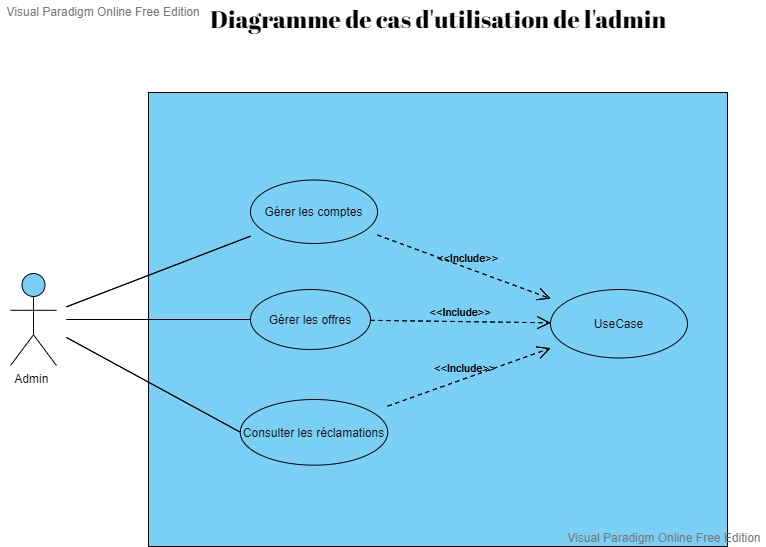 Visual Paradigm Online Free Edition
Diagramme de cas d'utilisation de l'admin
Gérer les comptes
<<Include>>
Gérer les offres
<<Include>>
UseCase
<<Include>>
Admin
Consulter les réclamations
Visual Paradigm Online Free Edition